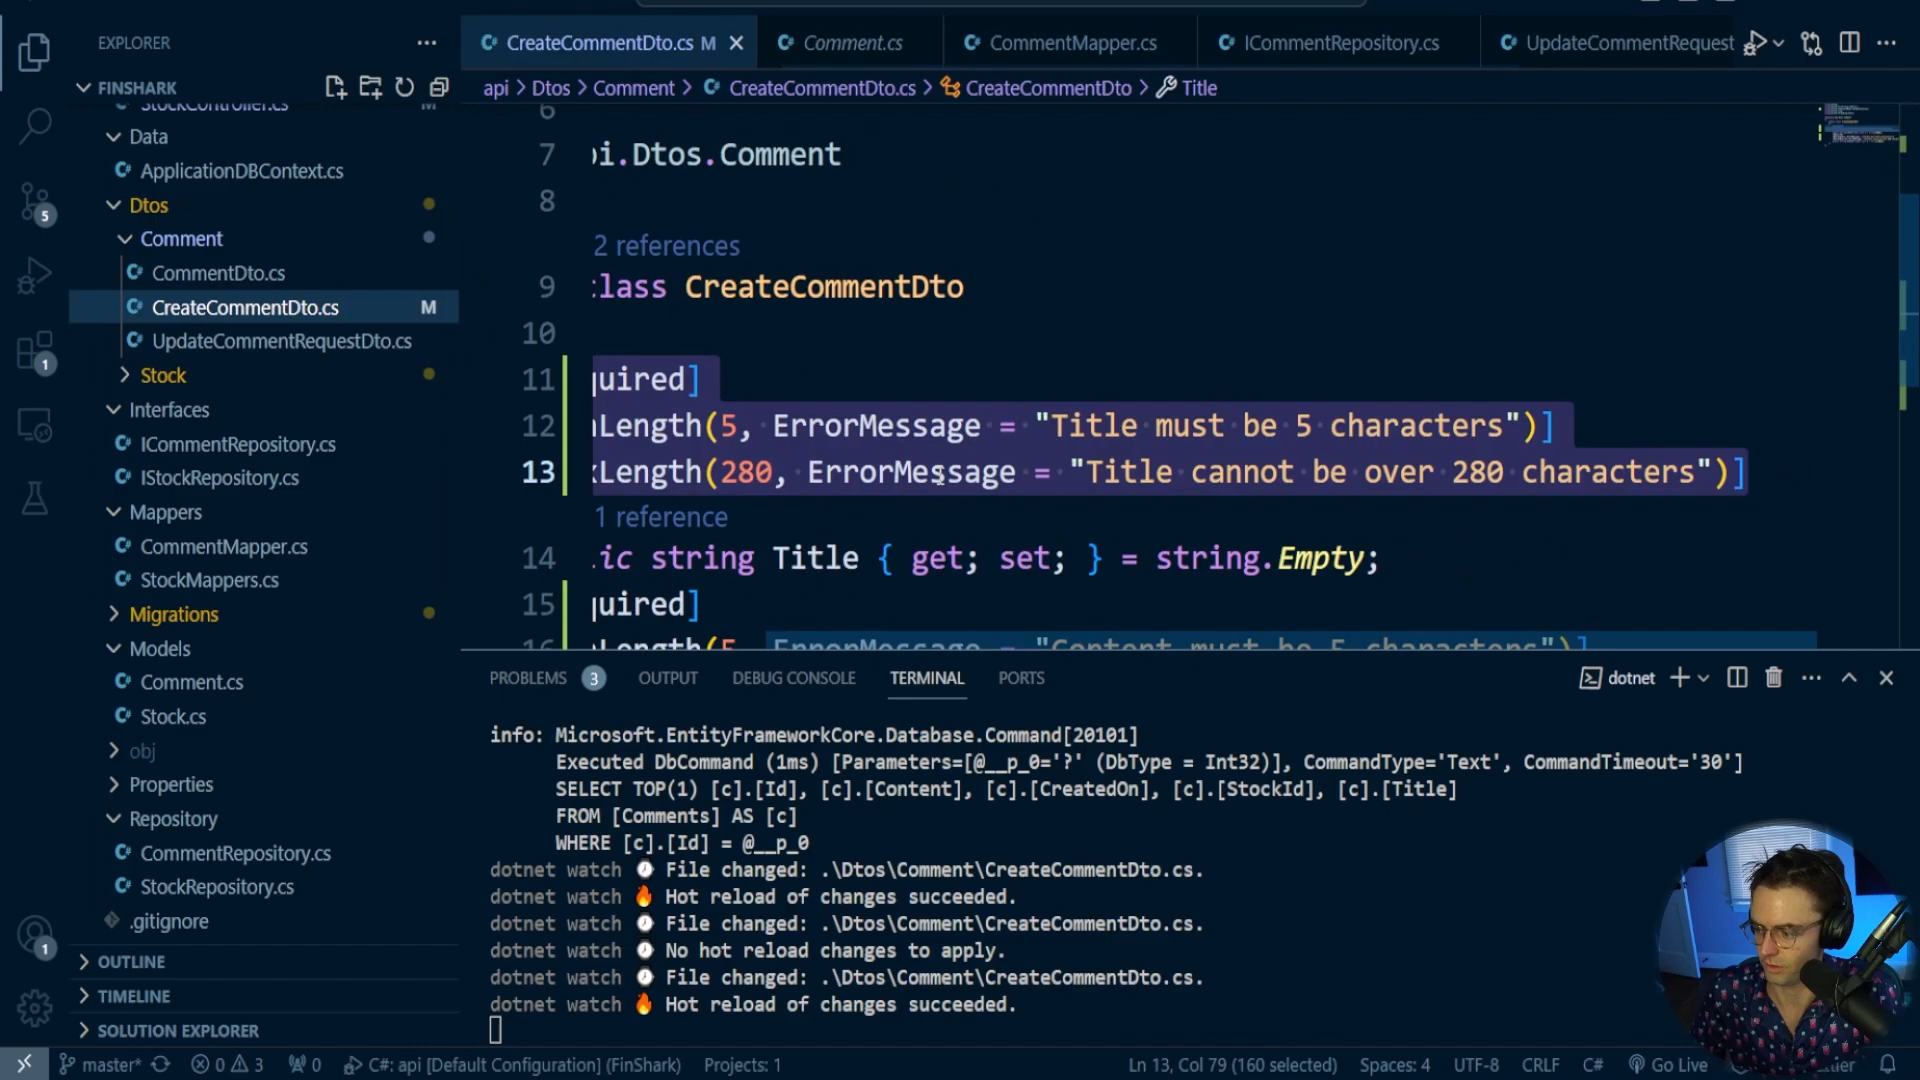 EXPLORER
FINSHARK
StockController.cs M
Data
ApplicationDBContext.cs
Dtos
Comment
CommentDto.cs
CreateCommentDto.cs M
UpdateCommentRequestDto.cs
Stock
Interfaces
ICommentRepository.cs
IStockRepository.cs
Mappers
CommentMapper.cs
StockMappers.cs
Migrations
Models
Comment.cs
Stock.cs
obj
Properties
Repository
CommentRepository.cs
StockRepository.cs
.gitignore
OUTLINE
TIMELINE
SOLUTION EXPLORER
5
1
1
CreateCommentDto.cs M
Comment.cs
CommentMapper.cs
ICommentRepository.cs
UpdateCommentRequest
api > Dtos > Comment > CreateCommentDto.cs > CreateCommentDto > Title
6
7 pi.Dtos.Comment
8
2 references
9 class CreateCommentDto
10
11 quired]
12 nLength(5, ErrorMessage = "Title must be 5 characters")]
13 xLength(280, ErrorMessage = "Title cannot be over 280 characters")]
1 reference
14 lic string Title { get; set; } = string.Empty;
15 quired]
16 nLength(5, ErrorMessage = "Content must be 5 characters")]
PROBLEMS 3 OUTPUT DEBUG CONSOLE TERMINAL PORTS
dotnet
info: Microsoft.EntityFrameworkCore.Database.Command[20101]
Executed DbCommand (1ms) [Parameters=[@__p_0='?' (DbType = Int32)], CommandType='Text', CommandTimeout='30']
SELECT TOP(1) [c].[Id], [c].[Content], [c].[CreatedOn], [c].[StockId], [c].[Title]
FROM [Comments] AS [c]
WHERE [c].[Id] = @__p_0
dotnet watch ⌚ File changed: .\Dtos\Comment\CreateCommentDto.cs.
dotnet watch 🔥 Hot reload of changes succeeded.
dotnet watch ⌚ File changed: .\Dtos\Comment\CreateCommentDto.cs.
dotnet watch ⌚ No hot reload changes to apply.
dotnet watch ⌚ File changed: .\Dtos\Comment\CreateCommentDto.cs.
dotnet watch 🔥 Hot reload of changes succeeded.
master* 0 3 0 C#: api [Default Configuration] (FinShark) Projects: 1 Ln 13, Col 79 (160 selected) Spaces: 4 UTF-8 CRLF C# Go Live